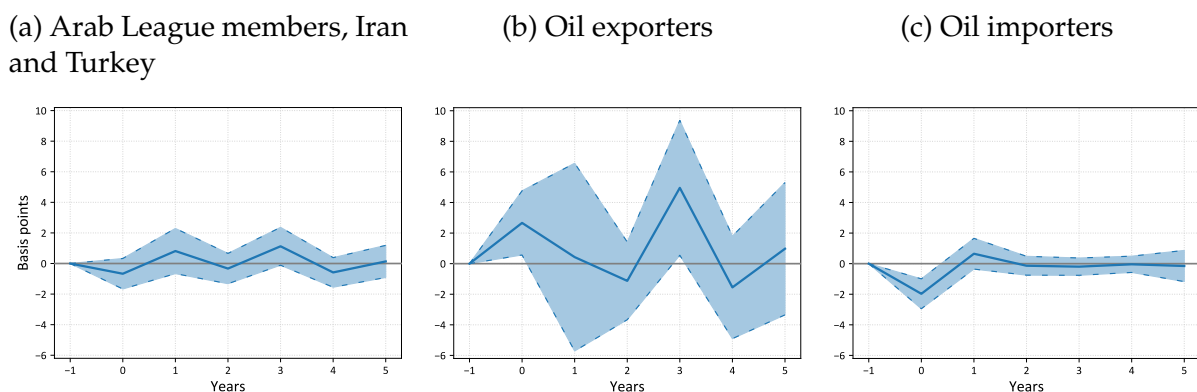 (a) Arab League members, Iran
and Turkey
(b) Oil exporters
(c) Oil importers
10
8
6
4
2
0
−2
−4
−6
Basis points
−1 0 1 2 3 4 5
Years
10
8
6
4
2
0
−2
−4
−6
−1 0 1 2 3 4 5
Years
10
8
6
4
2
0
−2
−4
−6
−1 0 1 2 3 4 5
Years